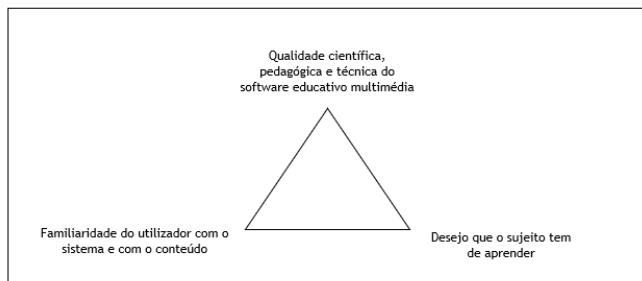 Qualidade científica,
pedagógica e técnica do
software educativo multimédia
Familiaridade do utilizador com o
sistema e com o conteúdo
Desejo que o sujeito tem
de aprender